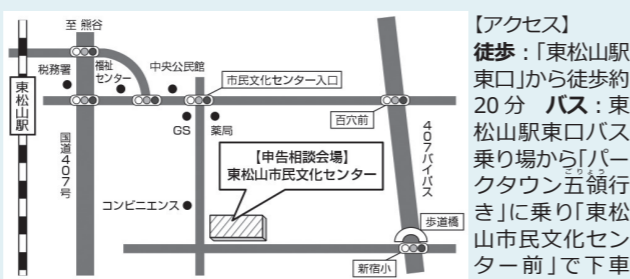 至 熊谷
税務署
福祉
センター
中央公民館
市民文化センター入口
東松山駅
国道407号
GS
薬局
百穴前
407バイパス
【申告相談会場】
東松山市民文化センター
コンビニエンス
歩道橋
新宿小
【アクセス】
徒歩：「東松山駅
東口」から徒歩約
20分 バス：東
松山駅東口バス
乗り場から「パー
クタウン五領行
ごりょう
き」に乗り「東松
山市民文化セン
ター前」で下車